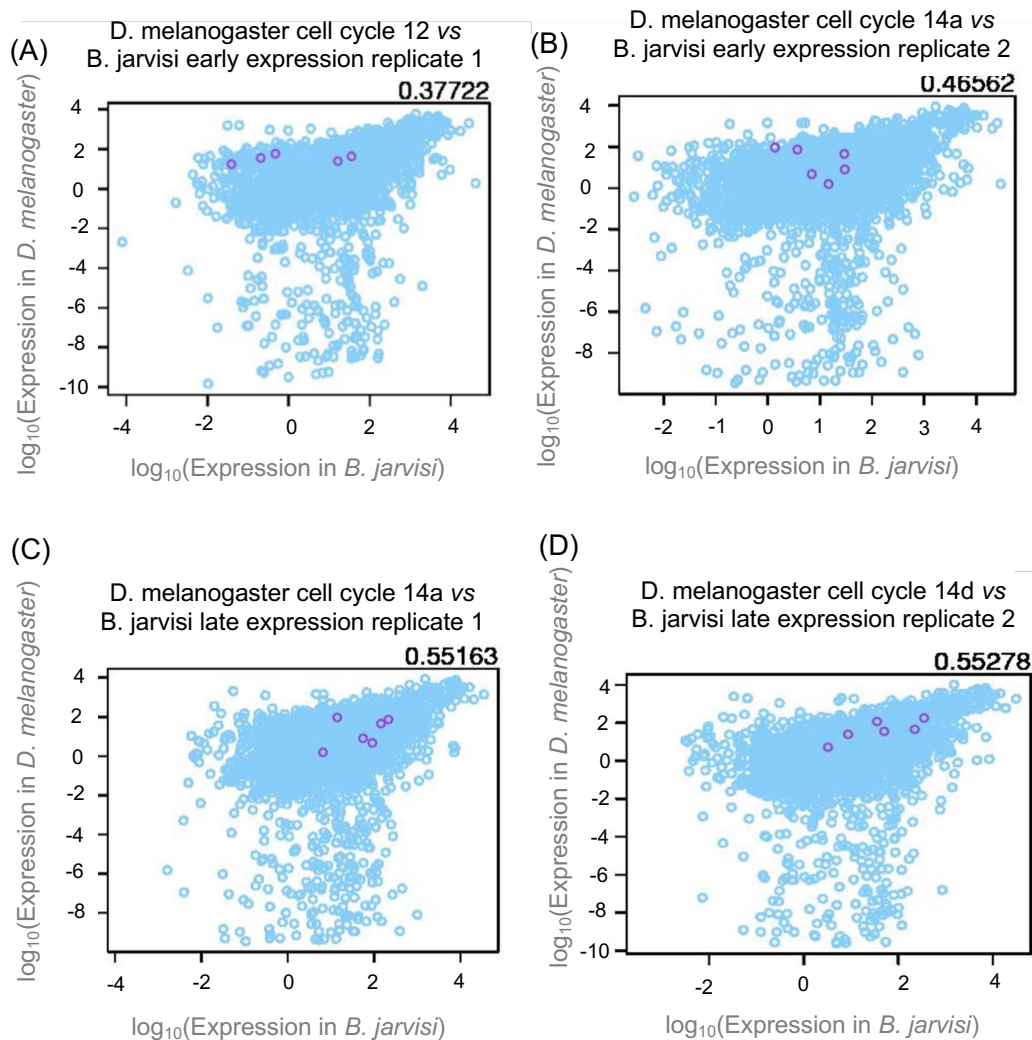 (A)
D. melanogaster cell cycle 12 vs
B. jarvisi early expression replicate 1
0.37722
log10(Expression in D. melanogaster)
4
2
0
-2
-4
-6
-8
-10
-4
-2
0
2
4
log10(Expression in B. jarvisi)
(B)
D. melanogaster cell cycle 14a vs
B. jarvisi early expression replicate 2
0.46562
log10(Expression in D. melanogaster)
4
2
0
-2
-4
-6
-8
-2
-1
0
1
2
3
4
log10(Expression in B. jarvisi)
(C)
D. melanogaster cell cycle 14a vs
B. jarvisi late expression replicate 1
0.55163
log10(Expression in D. melanogaster)
4
2
0
-2
-4
-6
-8
-2
0
2
4
log10(Expression in B. jarvisi)
(D)
D. melanogaster cell cycle 14d vs
B. jarvisi late expression replicate 2
0.55278
log10(Expression in D. melanogaster)
4
2
0
-2
-4
-6
-8
-10
-2
0
2
4
log10(Expression in B. jarvisi)